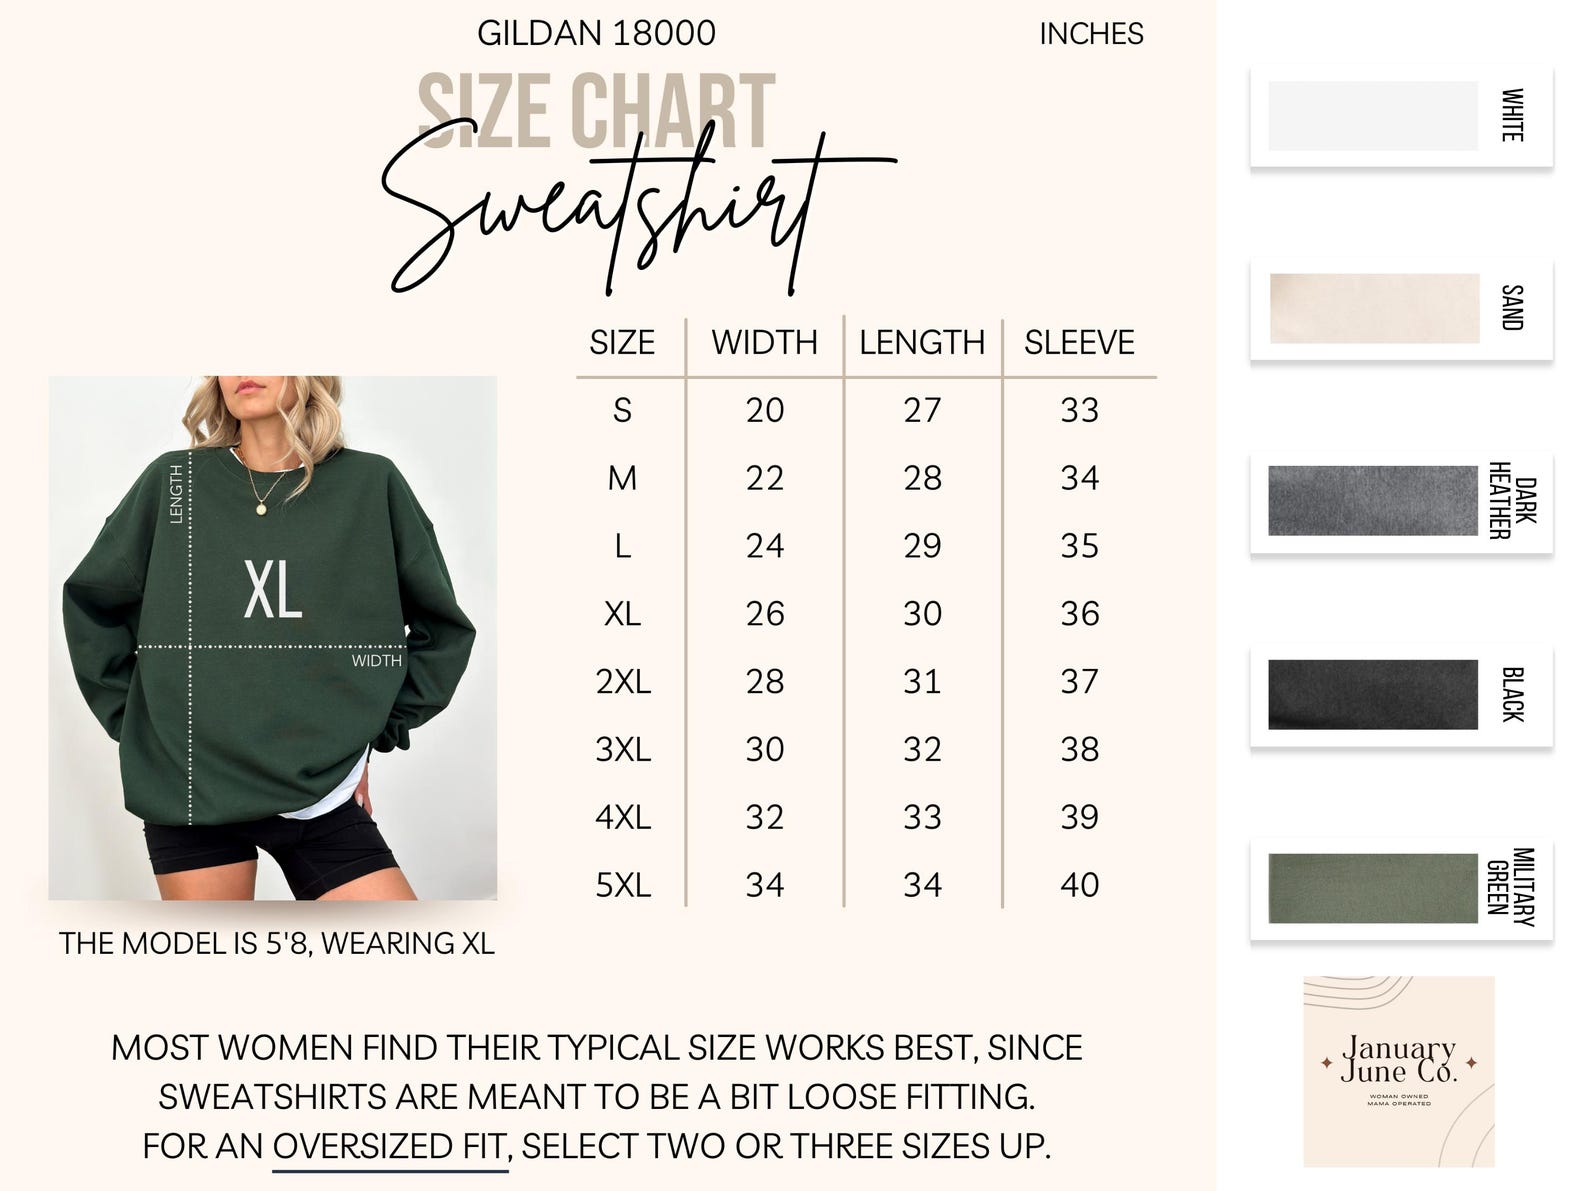 GILDAN 18000
INCHES
SIZE CHART
Sweatshirt
SIZE WIDTH LENGTH SLEEVE
S 20 27 33
M 22 28 34
L 24 29 35
XL 26 30 36
2XL 28 31 37
3XL 30 32 38
4XL 32 33 39
5XL 34 34 40
LENGTH
XL
WIDTH
THE MODEL IS 5'8, WEARING XL
MOST WOMEN FIND THEIR TYPICAL SIZE WORKS BEST, SINCE
SWEATSHIRTS ARE MEANT TO BE A BIT LOOSE FITTING.
FOR AN OVERSIZED FIT, SELECT TWO OR THREE SIZES UP.
WHITE
SAND
DARK
HEATHER
BLACK
MILITARY
GREEN
January
June Co.
WOMAN OWNED
MAMA OPERATED